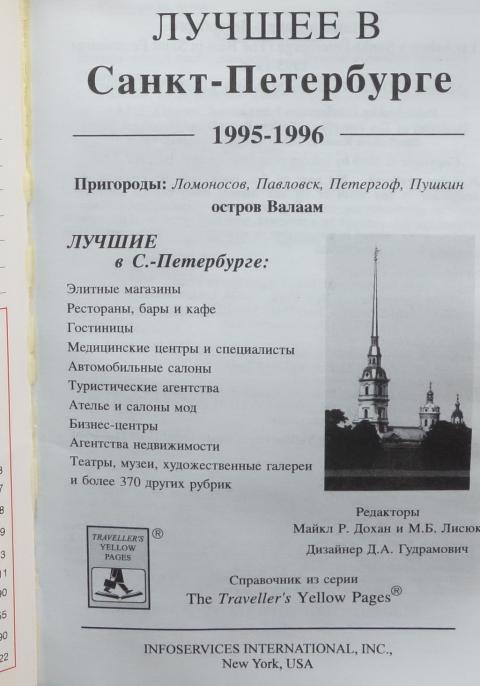 ЛУЧШЕЕ В
Санкт-Петербурге
1995-1996
Пригороды: Ломоносов, Павловск, Петергоф, Пушкин
остров Валаам
ЛУЧШИЕ
в С.-Петербурге:
Элитные магазины
Рестораны, бары и кафе
Гостиницы
Медицинские центры и специалисты
Автомобильные салоны
Туристические агентства
Ателье и салоны мод
Бизнес-центры
Агентства недвижимости
Театры, музеи, художественные галереи
и более 370 других рубрик
Редакторы
Майкл Р. Дохан и М.Б. Лисюк
Дизайнер Д.А. Гудрамович
TRAVELLER'S
YELLOW
PAGES
®
Справочник из серии
The Traveller's Yellow Pages®
INFOSERVICES INTERNATIONAL, INC.,
New York, USA